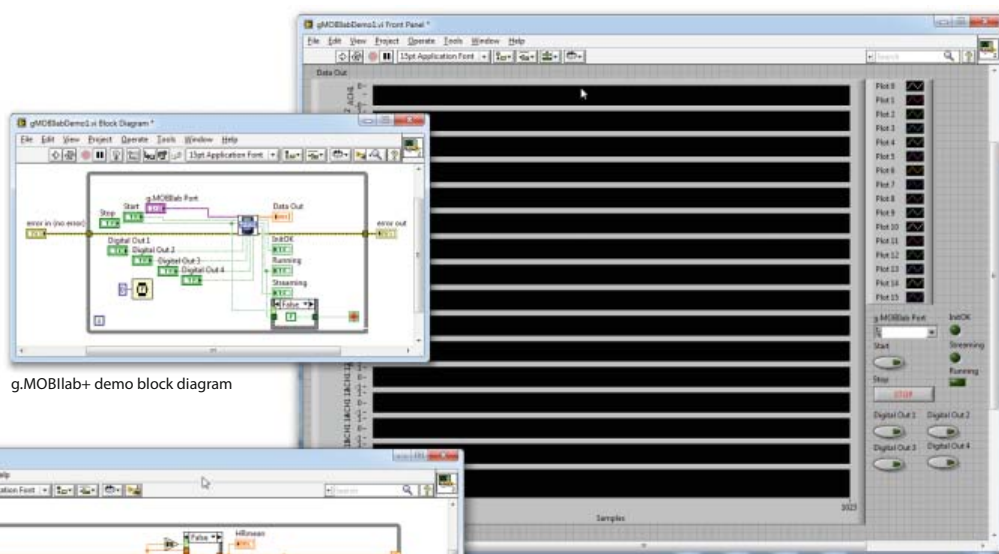 gMOBIlabDemo1.vi Front Panel *
File Edit View Project Operate Tools Window Help
15pt Application Font
Search
Data Out
Plot 0
Plot 1
Plot 2
Plot 3
Plot 4
Plot 5
Plot 6
Plot 7
Plot 8
Plot 9
Plot 10
Plot 11
Plot 12
Plot 13
Plot 14
Plot 15
g.MOBIlab Port
InitOK
Start
Streaming
Stop
Running
STOP
Digital Out 1 Digital Out 2
Digital Out 3 Digital Out 4
1023
Samples
gMOBIlabDemo1.vi Block Diagram *
File Edit View Project Operate Tools Window Help
15pt Application Font
g.MOBIlab Port
Start
Stop
Data Out
error in (no error)
error out
Digital Out 1
Digital Out 2
Digital Out 3
Digital Out 4
InitOK
Running
Streaming
False
g.MOBIlab+ demo block diagram
Help
Application Font
Search
False
HRmean